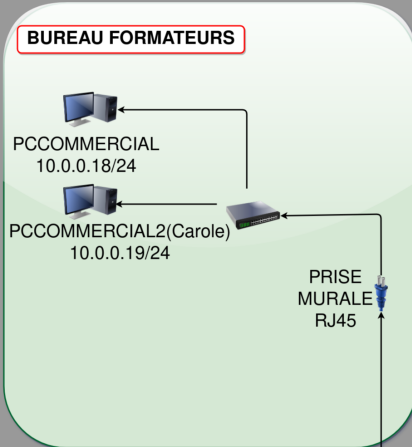 BUREAU FORMATEURS
PCCOMMERCIAL
10.0.0.18/24
PCCOMMERCIAL2(Carole)
10.0.0.19/24
PRISE
MURALE
RJ45